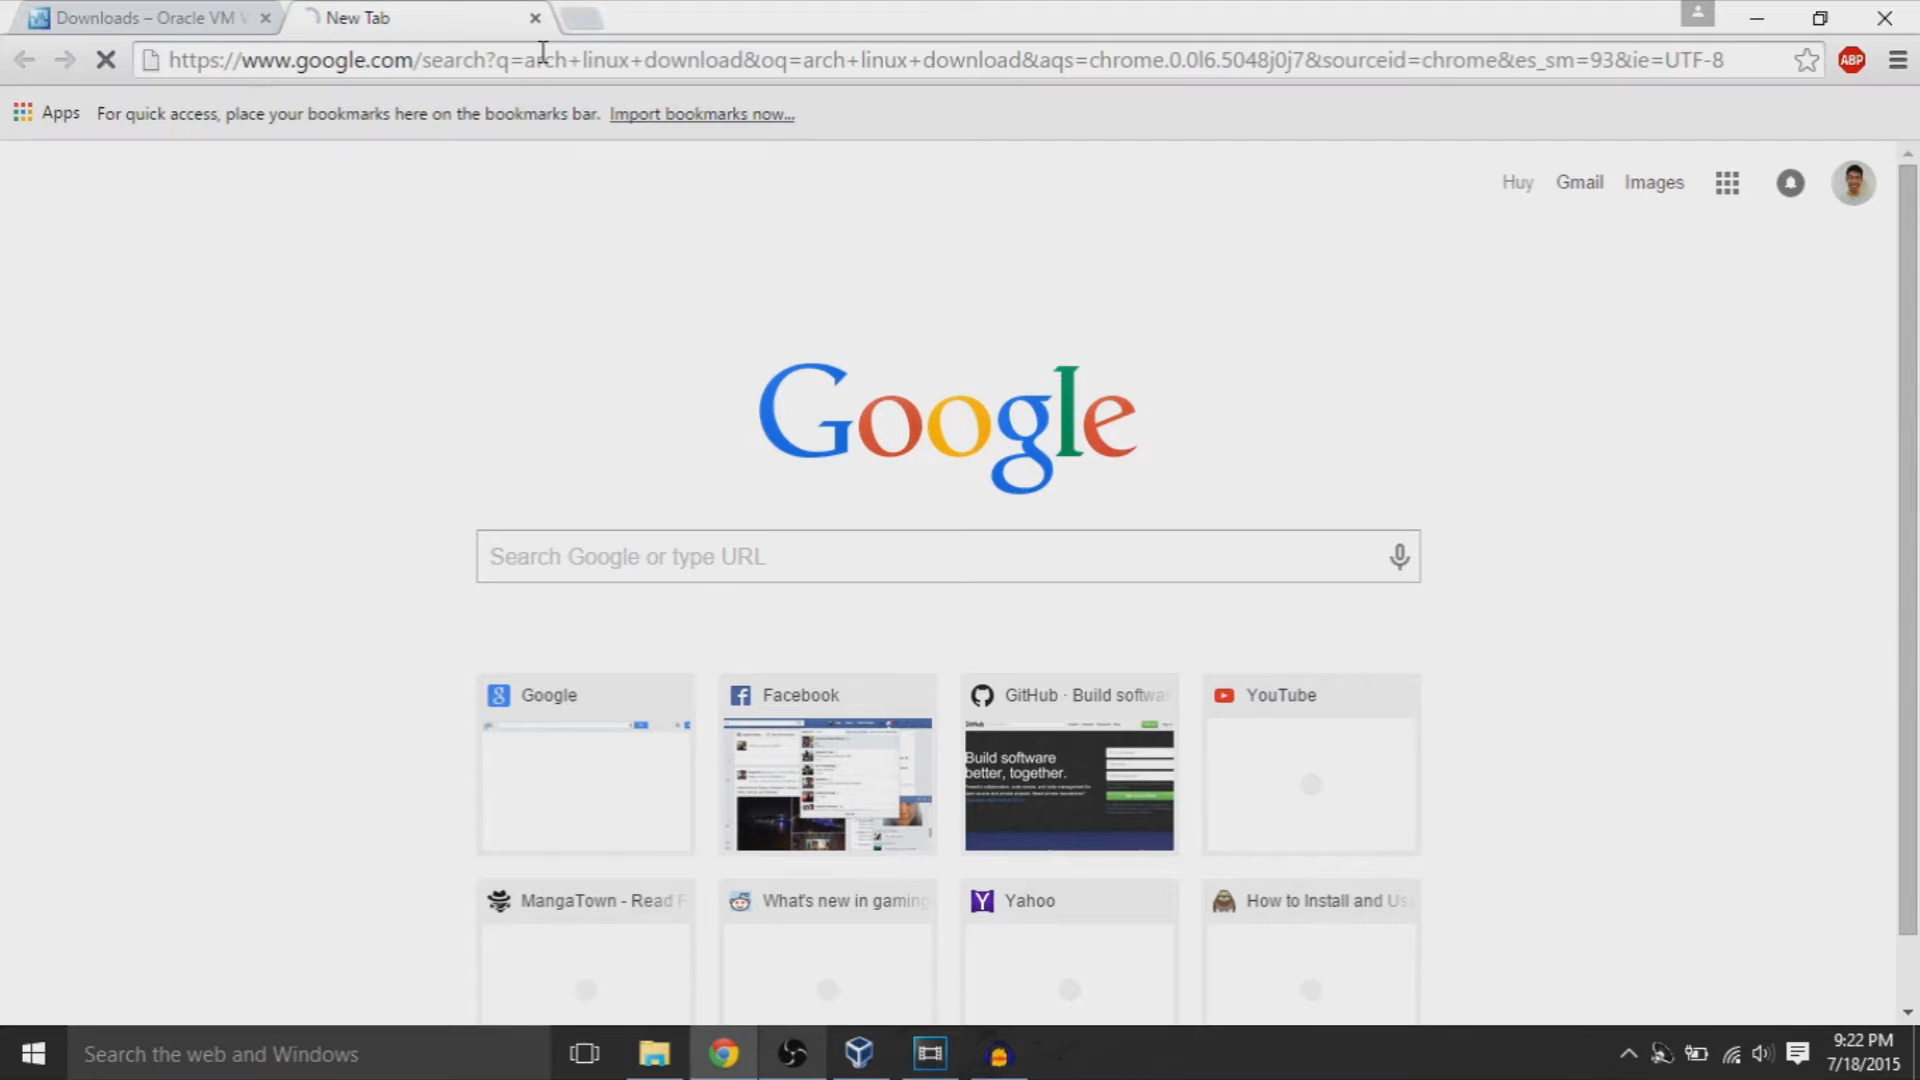 Downloads – Oracle VM V
New Tab
https://www.google.com/search?q=arch+linux+download&oq=arch+linux+download&aqs=chrome.0.0l6.5048j0j7&sourceid=chrome&es_sm=93&ie=UTF-8
ABP
Apps For quick access, place your bookmarks here on the bookmarks bar. Import bookmarks now...
Huy Gmail Images
Google
Search Google or type URL
Google Facebook GitHub · Build softwa YouTube
Build software
better, together.
MangaTown - Read F What's new in gaming Yahoo How to Install and Us
Search the web and Windows
9:22 PM
7/18/2015